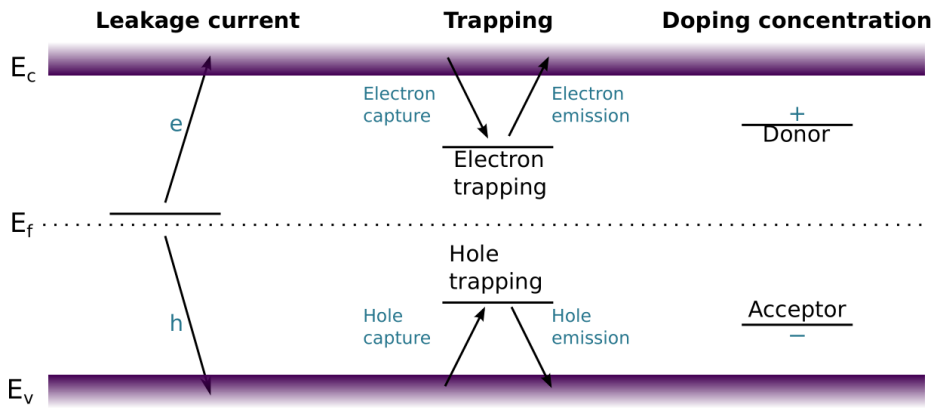 Leakage current
Trapping
Doping concentration
Ec
Electron
capture
Electron
emission
e
+
Donor
Electron
trapping
Ef
Hole
trapping
Acceptor
h
Hole
capture
Hole
emission
−
Ev